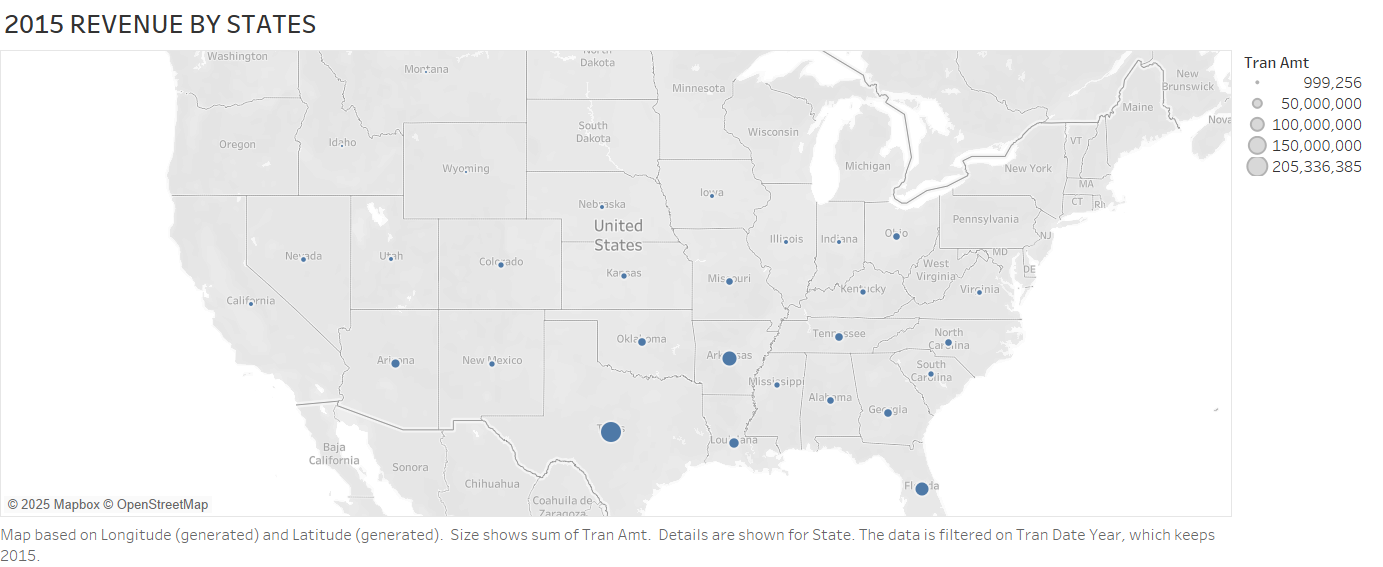 2015 REVENUE BY STATES
Washington
North
Dakota
Montana
Minnesota
New
Brunswick
Maine
Nova
Oregon
Idaho
South
Dakota
Wisconsin
VT
Michigan
New York
Wyoming
MA
CT Rh
Nebraska
Iowa
Pennsylvania
United
States
Illinois Indiana
Ohio
NJ
Nevada
Utah
Colorado
Kansas
Missouri
West
Virginia
MD
DE
California
Kentucky
Virginia
Oklahoma
Tennessee
North
Carolina
Arizona
New Mexico
Arkansas
South
Carolina
Mississippi
Alabama
Georgia
Texas
Louisiana
Baja
California
Sonora
Chihuahua
Coahuila de
Zaragoza
Florida
© 2025 Mapbox © OpenStreetMap
Tran Amt
999,256
50,000,000
100,000,000
150,000,000
205,336,385
Map based on Longitude (generated) and Latitude (generated). Size shows sum of Tran Amt. Details are shown for State. The data is filtered on Tran Date Year, which keeps
2015.